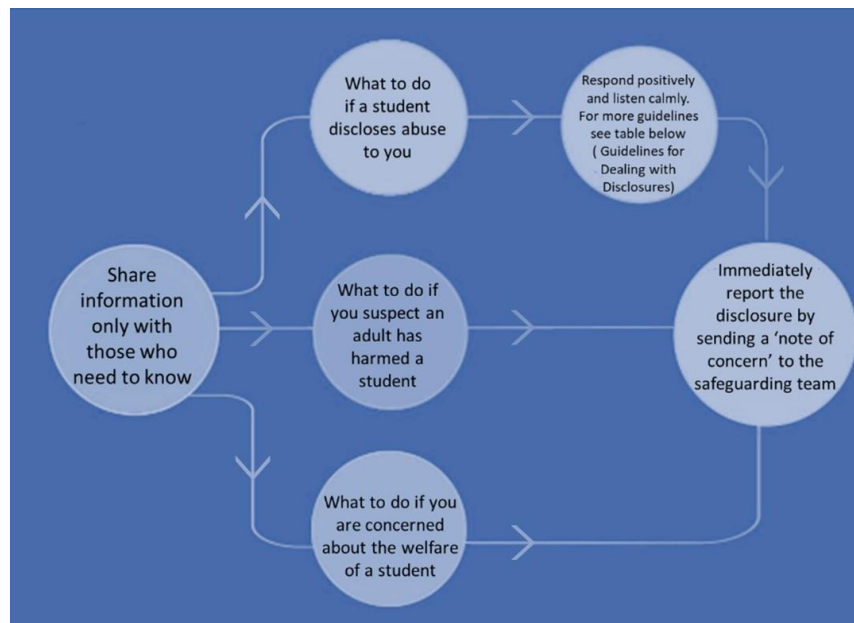 What to do
if a student
discloses abuse
to you
Respond positively
and listen calmly.
For more guidelines
see table below
( Guidelines for
Dealing with
Disclosures)
Share
information
only with
those who
need to know
What to do if
you suspect an
adult has
harmed a
student
Immediately
report the
disclosure by
sending a ‘note
of concern’ to the
safeguarding team
What to do if you
are concerned
about the welfare
of a student